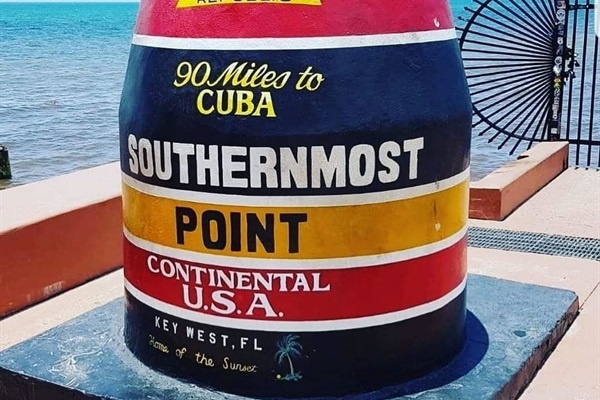 90 Miles to
CUBA
SOUTHERNMOST
POINT
CONTINENTAL
U.S.A.
KEY WEST, FL
Home of the Sunset